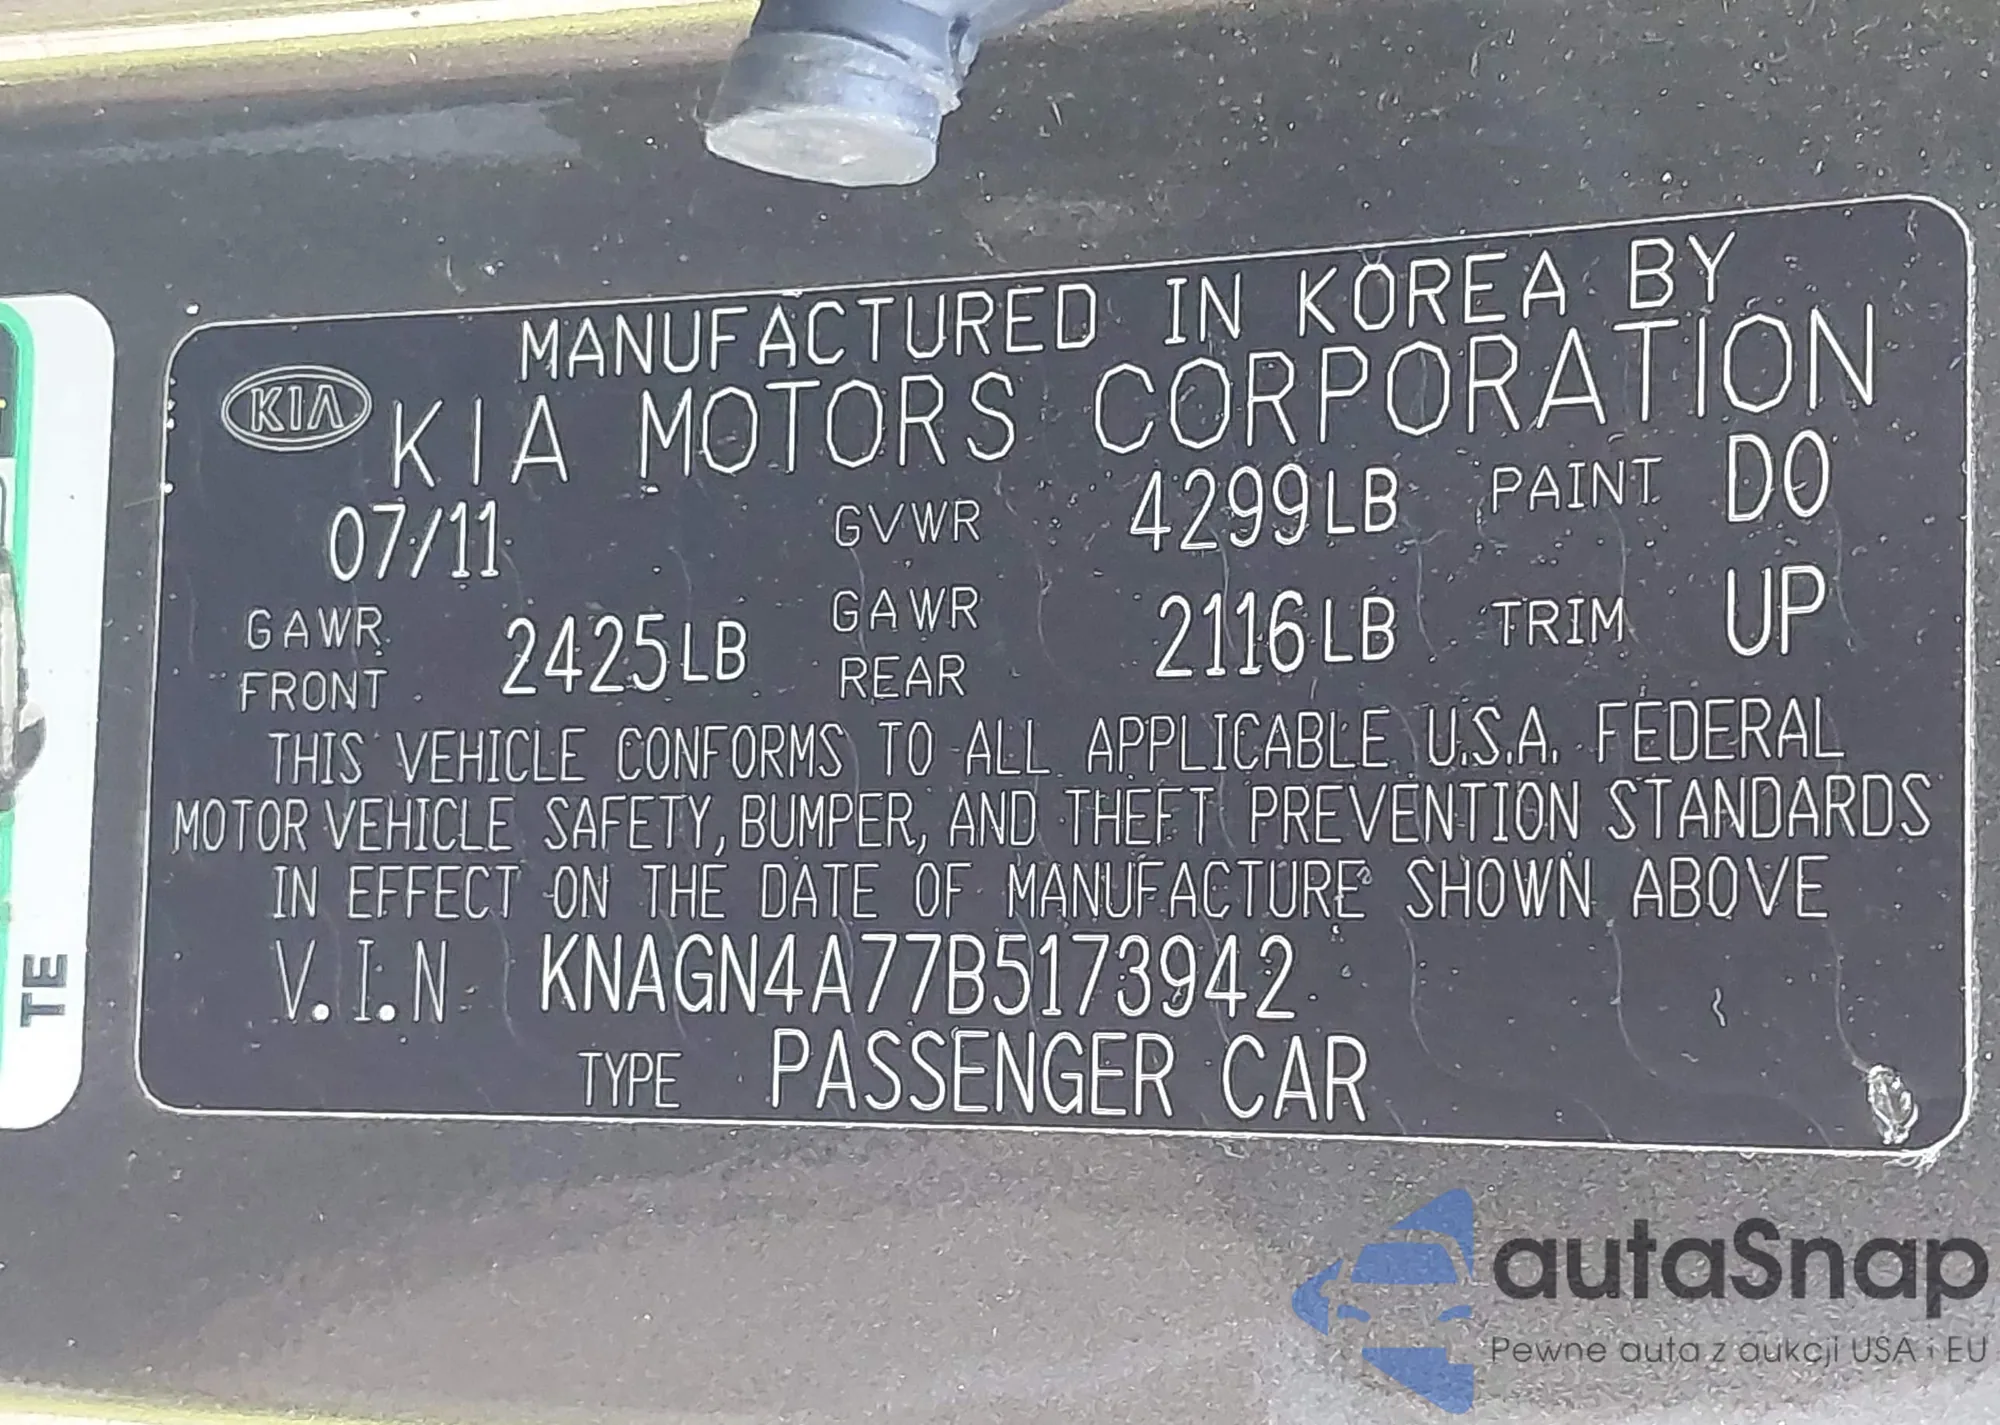 MANUFACTURED IN KOREA BY
KIA KIA MOTORS CORPORATION
07/11 GVWR 4299LB PAINT D0
GAWR FRONT 2425LB GAWR REAR 2116LB TRIM UP
THIS VEHICLE CONFORMS TO ALL APPLICABLE U.S.A. FEDERAL
MOTOR VEHICLE SAFETY, BUMPER, AND THEFT PREVENTION STANDARDS
IN EFFECT ON THE DATE OF MANUFACTURE SHOWN ABOVE
V.I.N KNAGN4A77B5173942
TYPE PASSENGER CAR
TE
autaSnap
Pewne auta z aukcji USA i EU